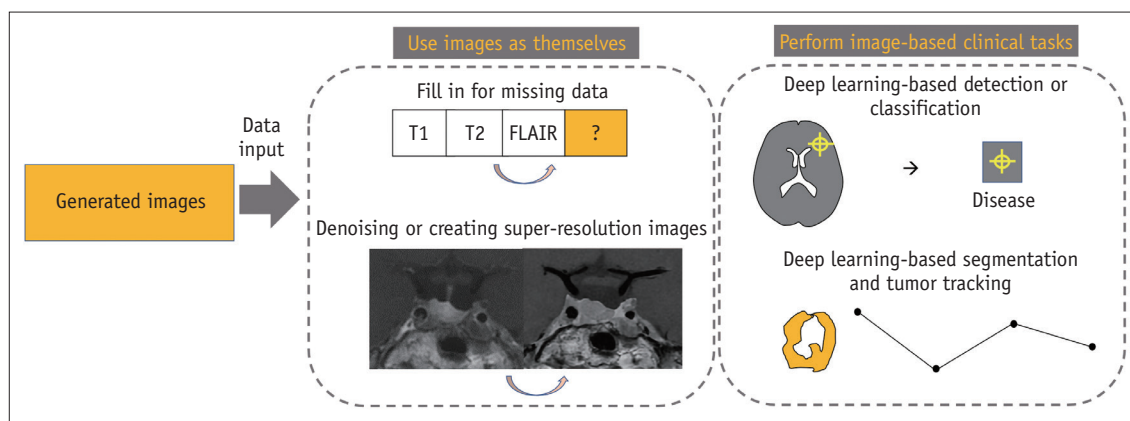 Generated images
Data
input
Use images as themselves
Fill in for missing data
T1 T2 FLAIR ?
Denoising or creating super-resolution images
Perform image-based clinical tasks
Deep learning-based detection or
classification
→
Disease
Deep learning-based segmentation
and tumor tracking